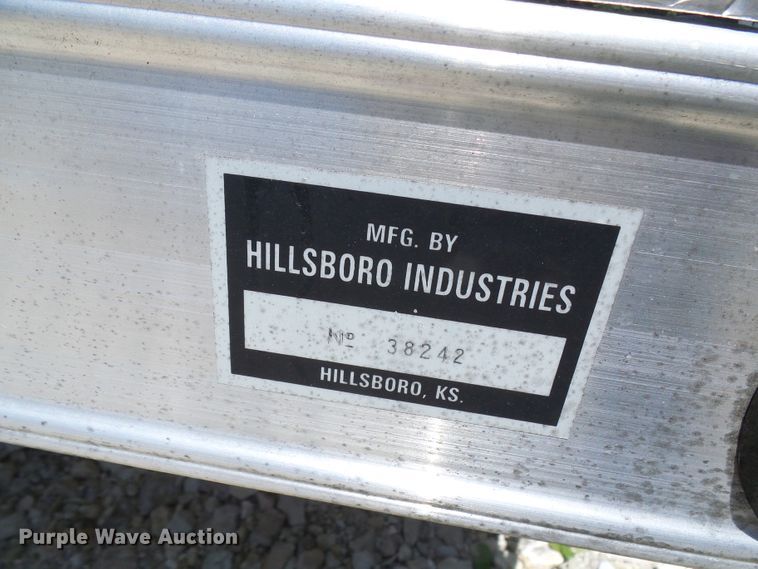 MFG. BY
HILLSBORO INDUSTRIES
Nº 38242
HILLSBORO, KS.
Purple Wave Auction